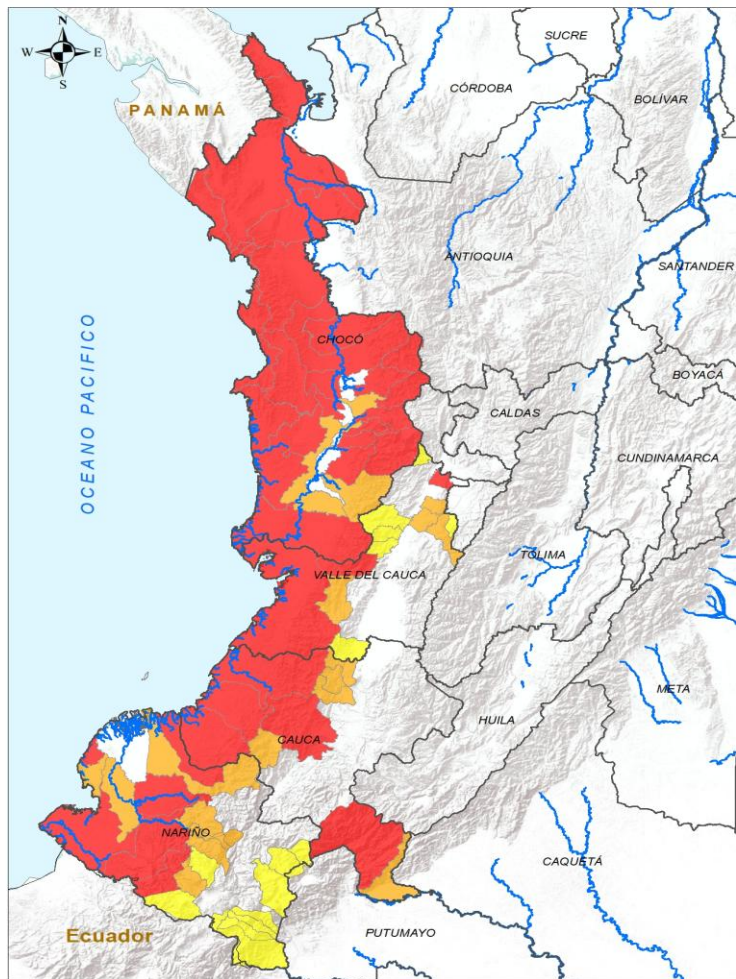 SUCRE
N
W E
S
CÓRDOBA
BOLÍVAR
PANAMÁ
ANTIOQUIA
SANTANDER
CHOCÓ
BOYACÁ
CALDAS
OCEANO PACIFICO
CUNDINAMARCA
TOLIMA
VALLE DEL CAUCA
META
HUILA
CAUCA
NARIÑO
CAQUETÁ
Ecuador
PUTUMAYO